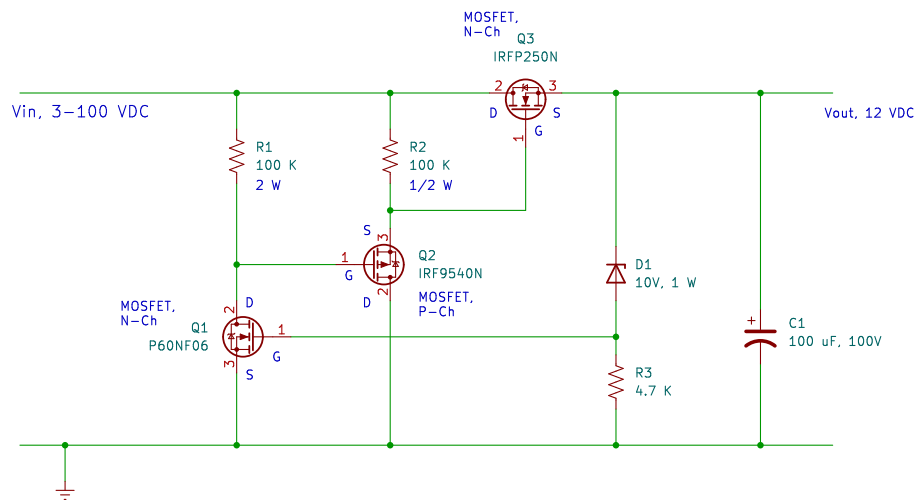 MOSFET,
N-Ch
Q3
IRFP250N
2
3
D
S
G
1
Vin, 3-100 VDC
Vout, 12 VDC
R1
100 K
2 W
R2
100 K
1/2 W
S
3
1
G
Q2
IRF9540N
D
2
MOSFET,
P-Ch
D1
10V, 1 W
MOSFET,
N-Ch
2
D
Q1
P60NF06
1
G
3
S
+
C1
100 uF, 100V
R3
4.7 K